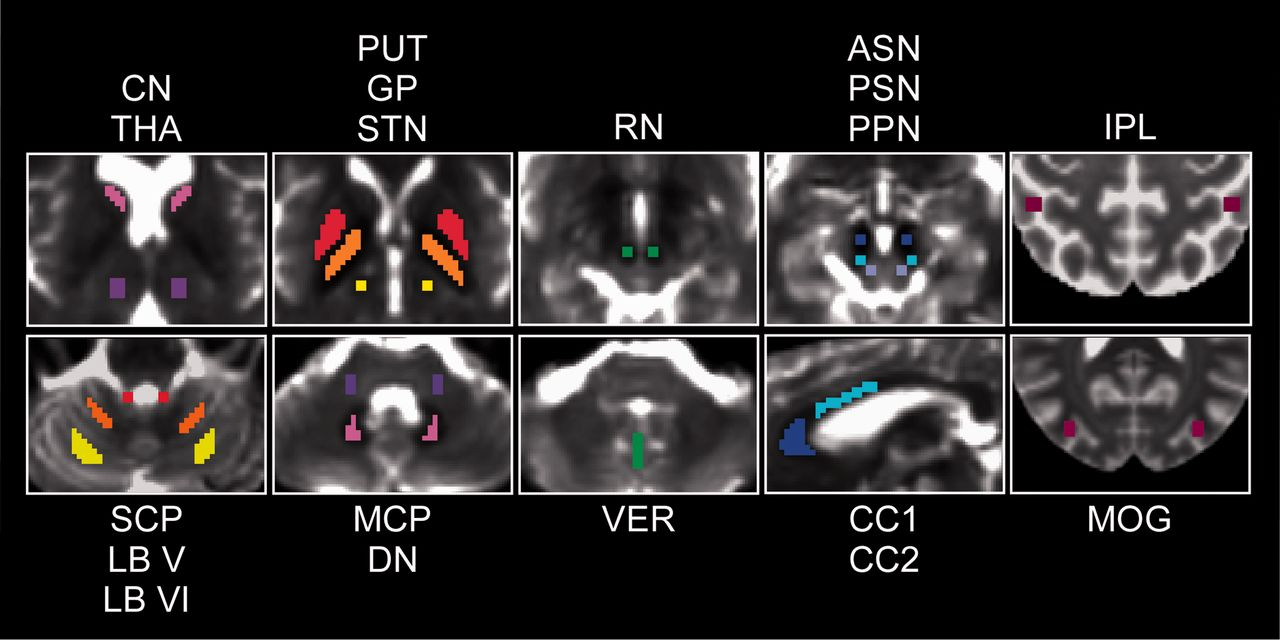 CN
THA
PUT
GP
STN
RN
ASN
PSN
PPN
IPL
SCP
LB V
LB VI
MCP
DN
VER
CC1
CC2
MOG